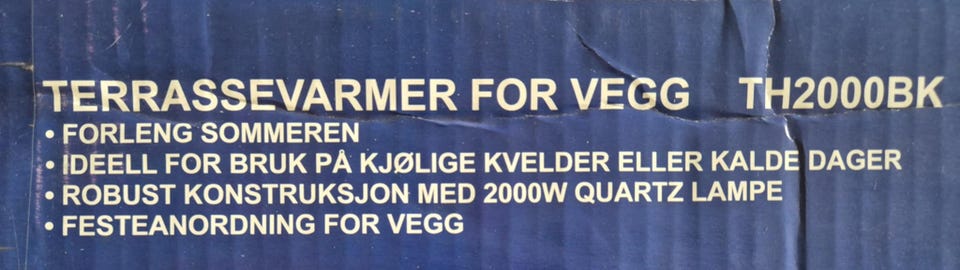 TERRASSEVARMER FOR VEGG TH2000BK
• FORLENG SOMMEREN
• IDEELL FOR BRUK PÅ KJØLIGE KVELDER ELLER KALDE DAGER
• ROBUST KONSTRUKSJON MED 2000W QUARTZ LAMPE
• FESTEANORDNING FOR VEGG